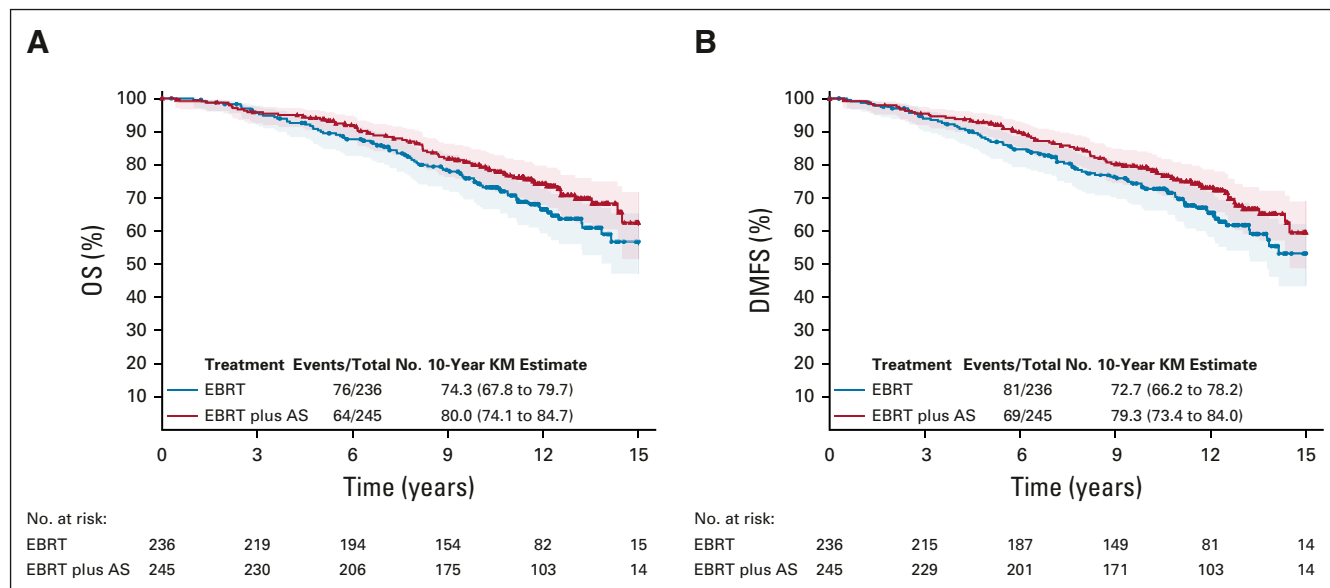 A
OS (%)
100
90
80
70
60
50
40
30
20
10
Treatment Events/Total No. 10-Year KM Estimate
EBRT 76/236 74.3 (67.8 to 79.7)
EBRT plus AS 64/245 80.0 (74.1 to 84.7)
0 3 6 9 12 15
Time (years)
No. at risk:
EBRT 236 219 194 154 82 15
EBRT plus AS 245 230 206 175 103 14
B
DMFS (%)
100
90
80
70
60
50
40
30
20
10
Treatment Events/Total No. 10-Year KM Estimate
EBRT 81/236 72.7 (66.2 to 78.2)
EBRT plus AS 69/245 79.3 (73.4 to 84.0)
0 3 6 9 12 15
Time (years)
No. at risk:
EBRT 236 215 187 149 81 14
EBRT plus AS 245 229 201 171 103 14